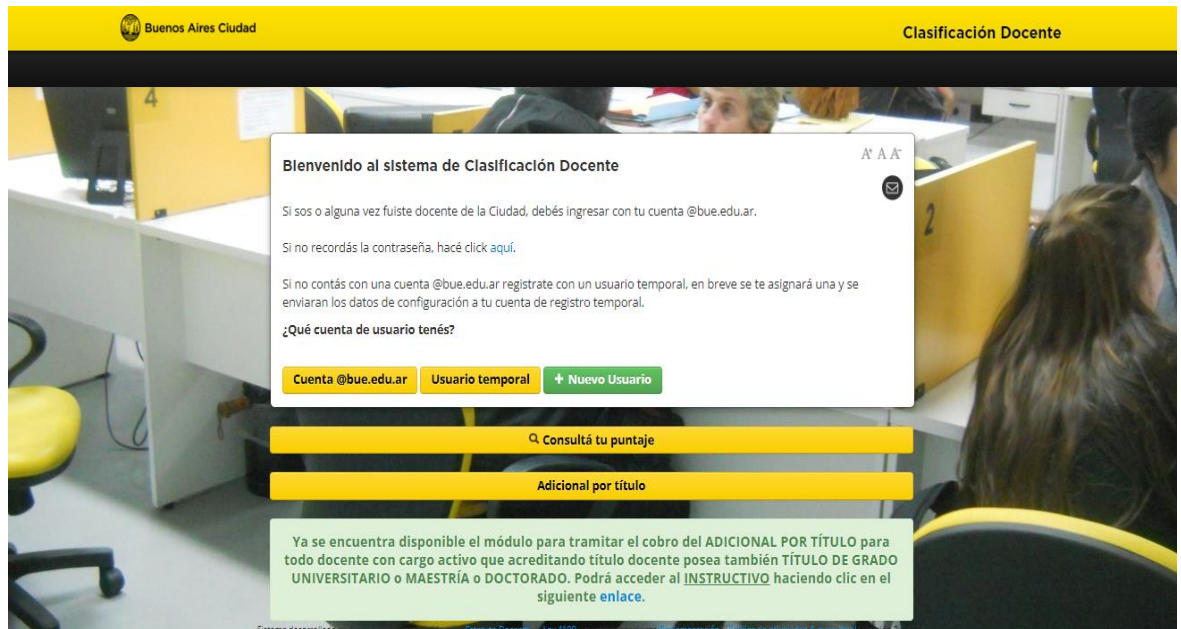 Buenos Aires Ciudad
Clasificación Docente
4
Bienvenido al sistema de Clasificación Docente
A+ A A-
Si sos o alguna vez fuiste docente de la Ciudad, debés ingresar con tu cuenta @bue.edu.ar.
2
Si no recordás la contraseña, hacé click aquí.
Si no contás con una cuenta @bue.edu.ar registrate con un usuario temporal, en breve se te asignará una y se
enviaran los datos de configuración a tu cuenta de registro temporal.
¿Qué cuenta de usuario tenés?
Cuenta @bue.edu.ar Usuario temporal + Nuevo Usuario
Consultá tu puntaje
Adicional por título
Ya se encuentra disponible el módulo para tramitar el cobro del ADICIONAL POR TÍTULO para
todo docente con cargo activo que acreditando título docente posea también TÍTULO DE GRADO
UNIVERSITARIO o MAESTRÍA o DOCTORADO. Podrá acceder al INSTRUCTIVO haciendo clic en el
siguiente enlace.